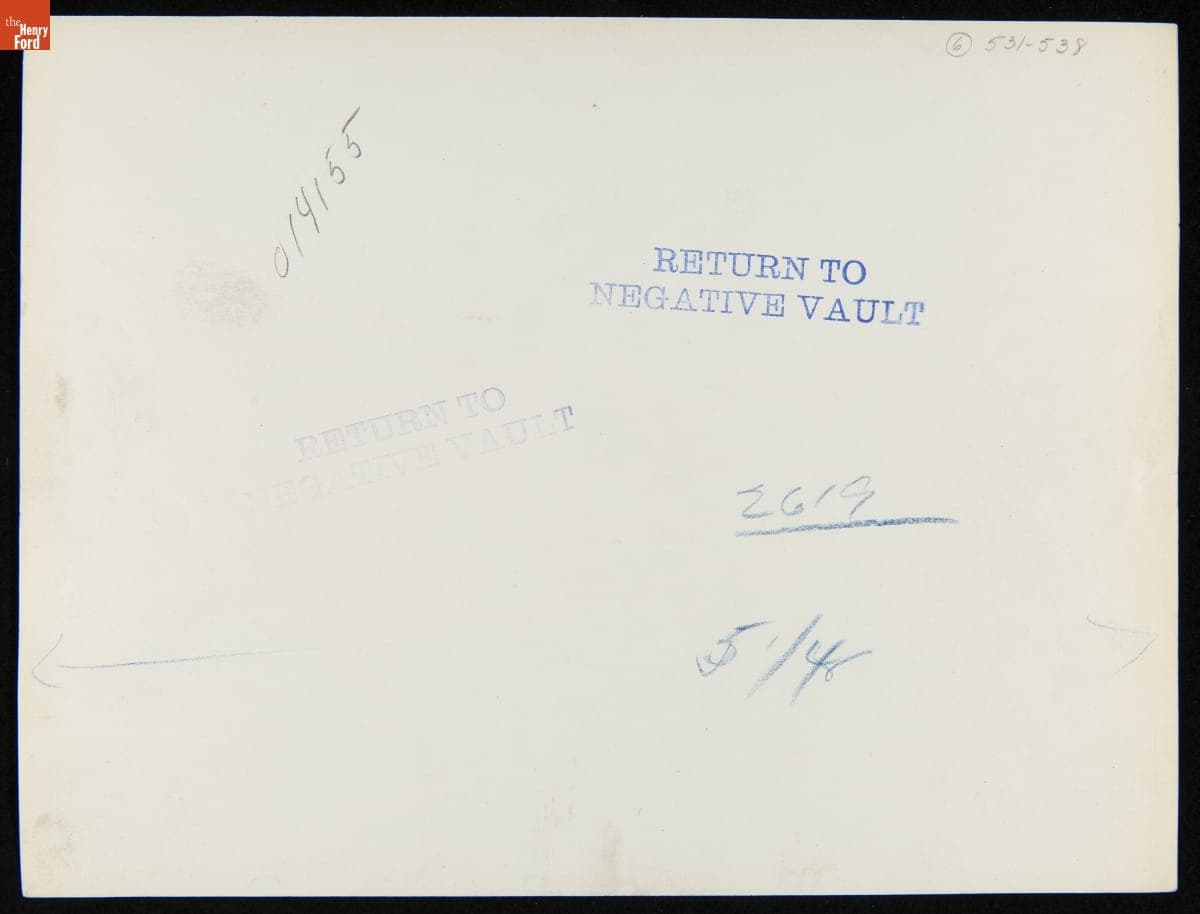 the
Henry
Ford
6 531-538
014155
RETURN TO
NEGATIVE VAULT
RETURN TO
NEGATIVE VAULT
2619
5 1/4